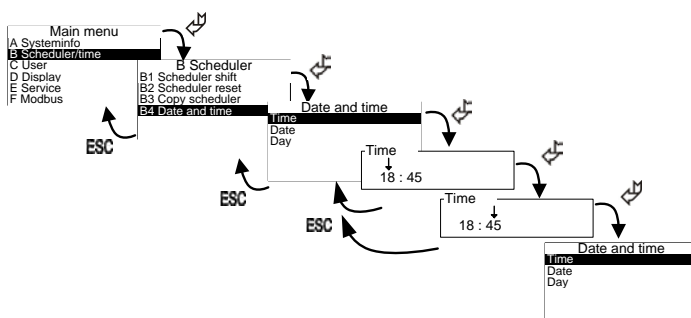 Main menu
A Systeminfo
B Scheduler/time
C User
D Display
E Service
F Modbus
ESC
B Scheduler
B1 Scheduler shift
B2 Scheduler reset
B3 Copy scheduler
B4 Date and time
ESC
Date and time
Time
Date
Day
ESC
Time
18 : 45
Time
18 : 45
Date and time
Time
Date
Day